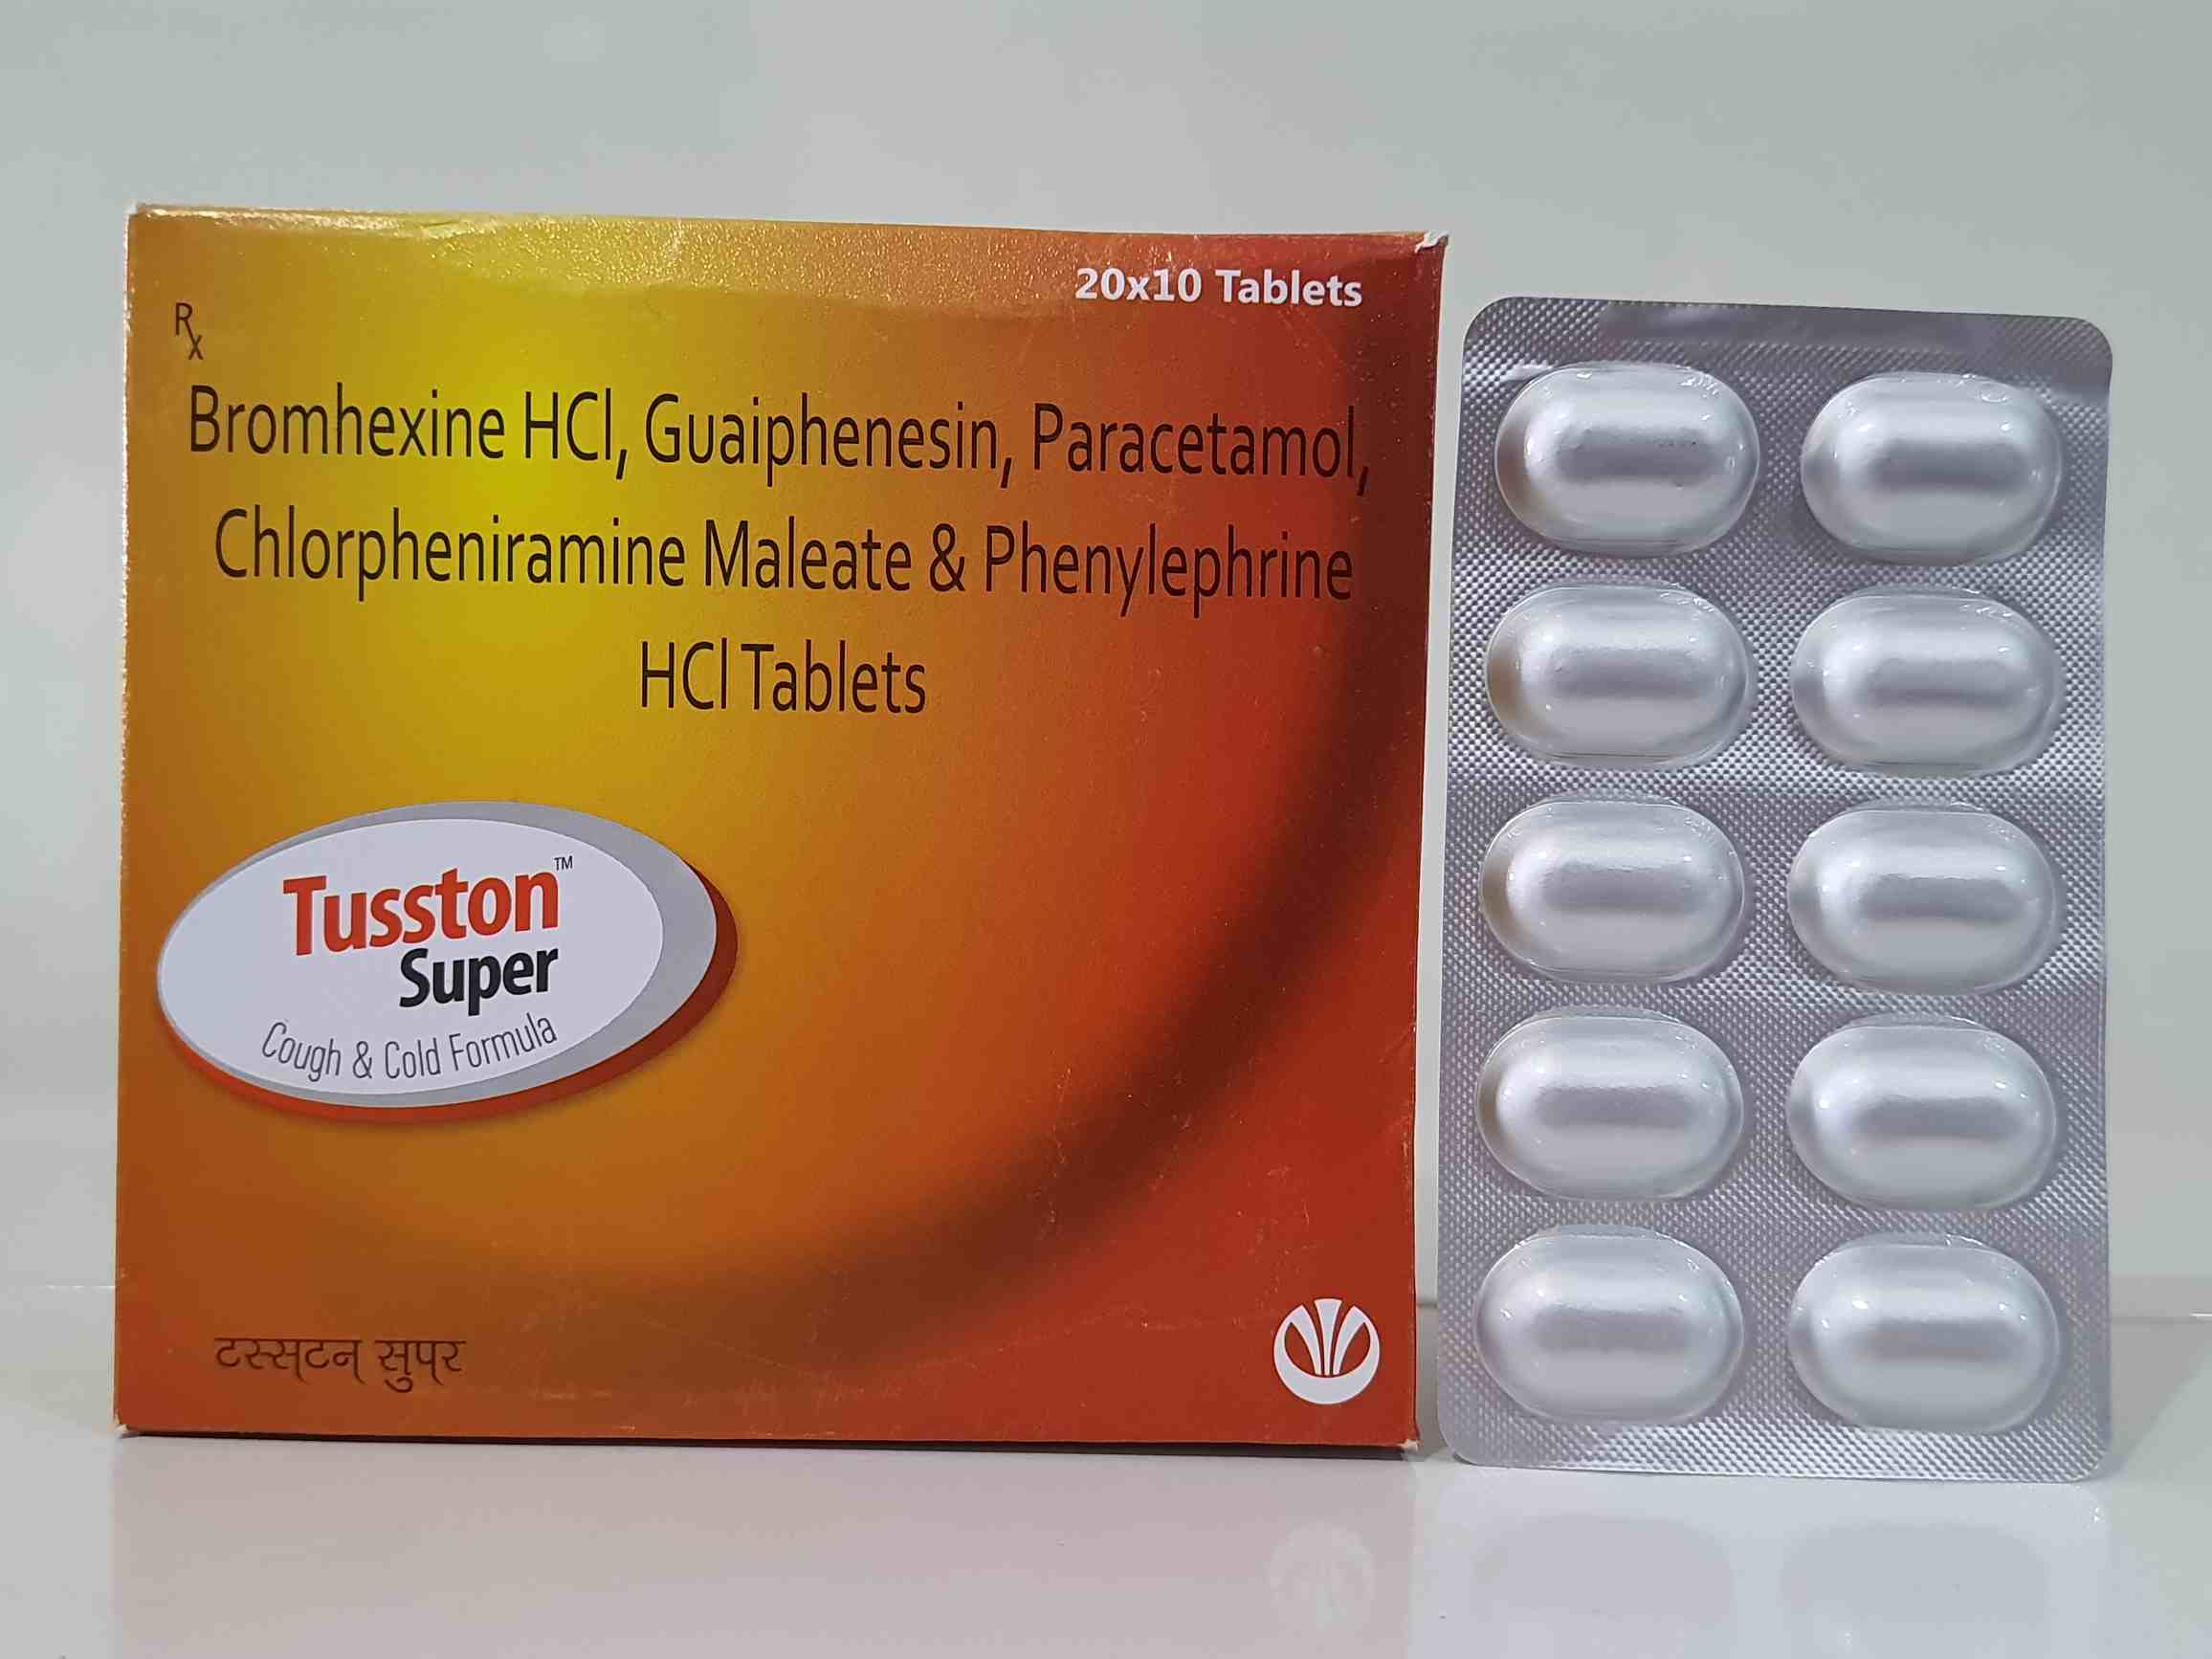 20x10 Tablets
Rx
Bromhexine HCl, Guaiphenesin, Paracetamol,
Chlorpheniramine Maleate & Phenylephrine
HCl Tablets
Tusston™
Super
Cough & Cold Formula
टस्सटन सुपर